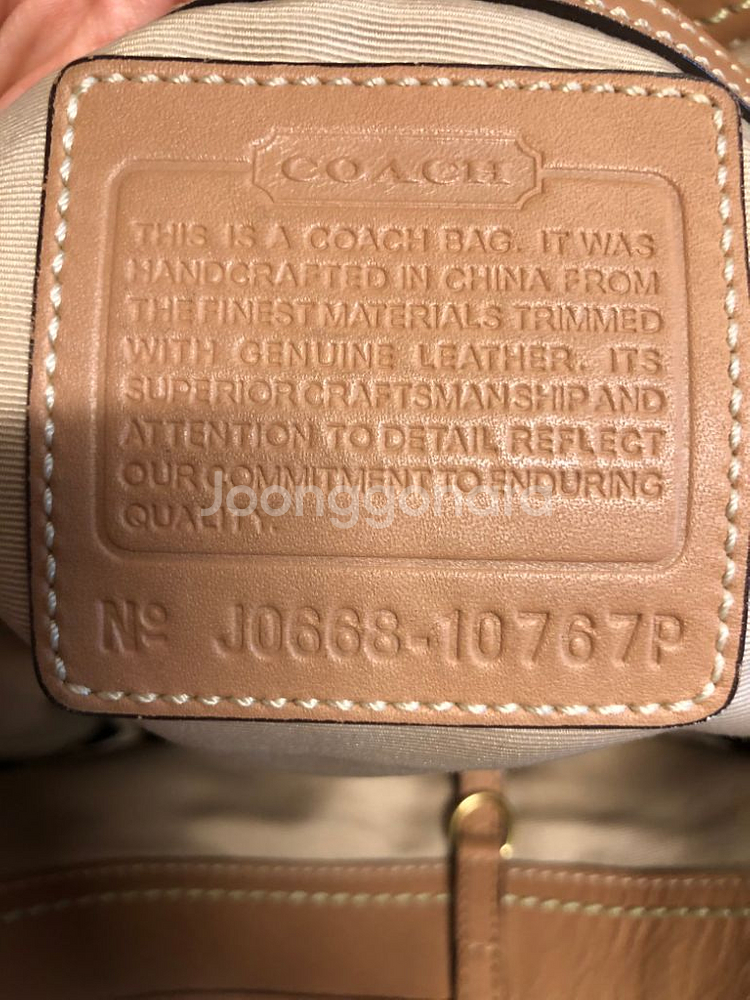 COACH
THIS IS A COACH BAG. IT WAS
HANDCRAFTED IN CHINA FROM
THE FINEST MATERIALS TRIMMED
WITH GENUINE LEATHER. ITS
SUPERIOR CRAFTSMANSHIP AND
ATTENTION TO DETAIL REFLECT
OUR COMMITMENT TO ENDURING
QUALITY.
Joonggonara
Nº J0668-10767P